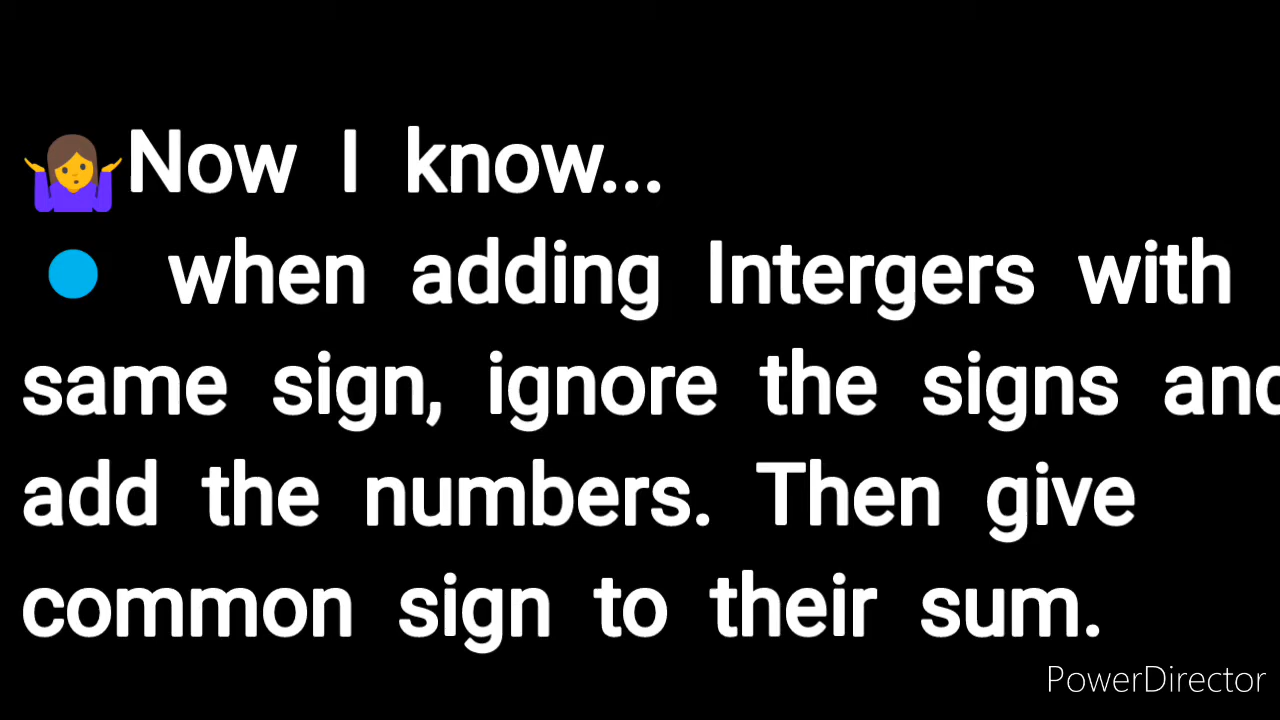 🤷‍♀️Now I know...
● when adding Intergers with
same sign, ignore the signs and
add the numbers. Then give
common sign to their sum.
PowerDirector